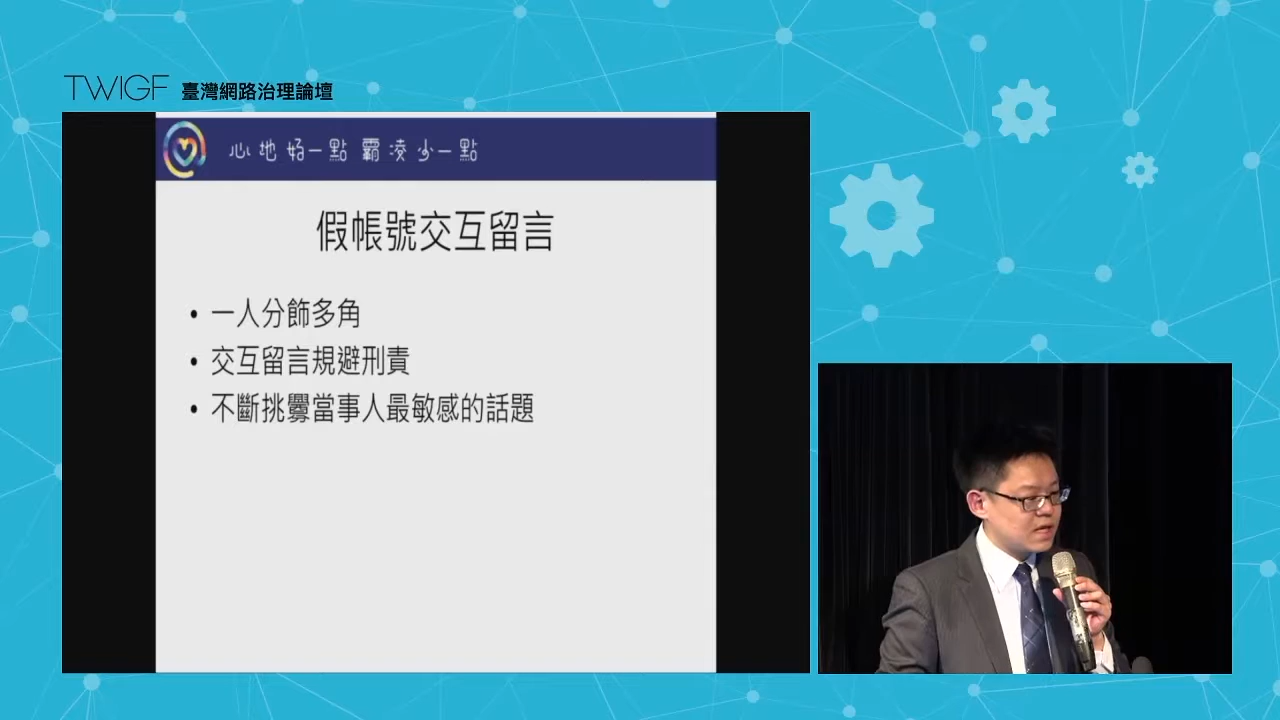 TWIGF 臺灣網路治理論壇
心地好一點 霸凌少一點
假帳號交互留言
• 一人分飾多角
• 交互留言規避刑責
• 不斷挑釁當事人最敏感的話題